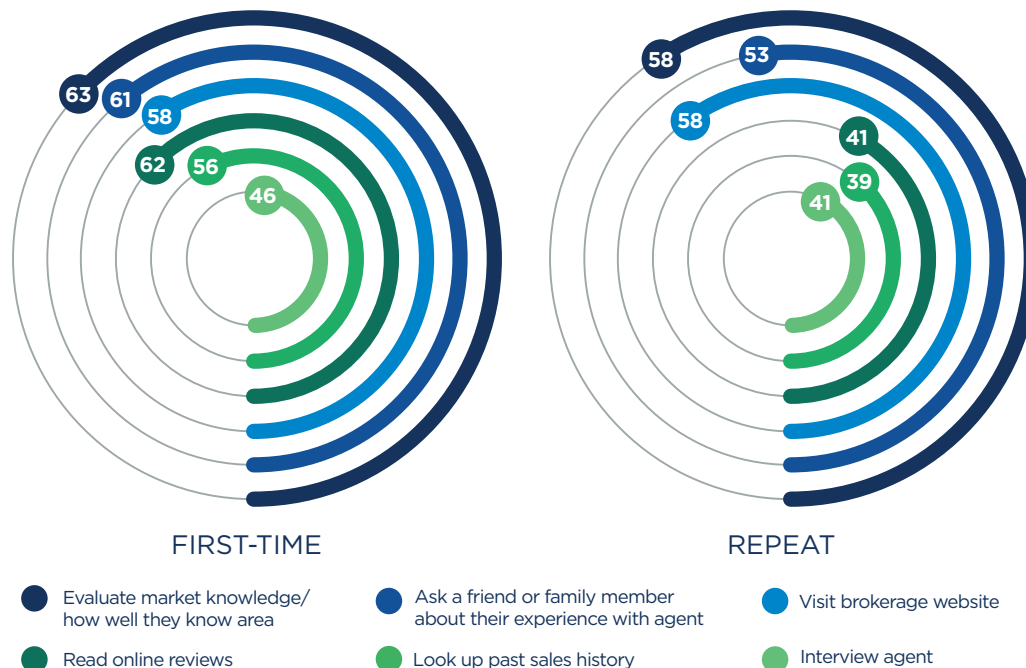 63
61
58
62
56
46
58
53
58
41
39
41
FIRST-TIME
REPEAT
Evaluate market knowledge/
how well they know area
Ask a friend or family member
about their experience with agent
Visit brokerage website
Read online reviews
Look up past sales history
Interview agent